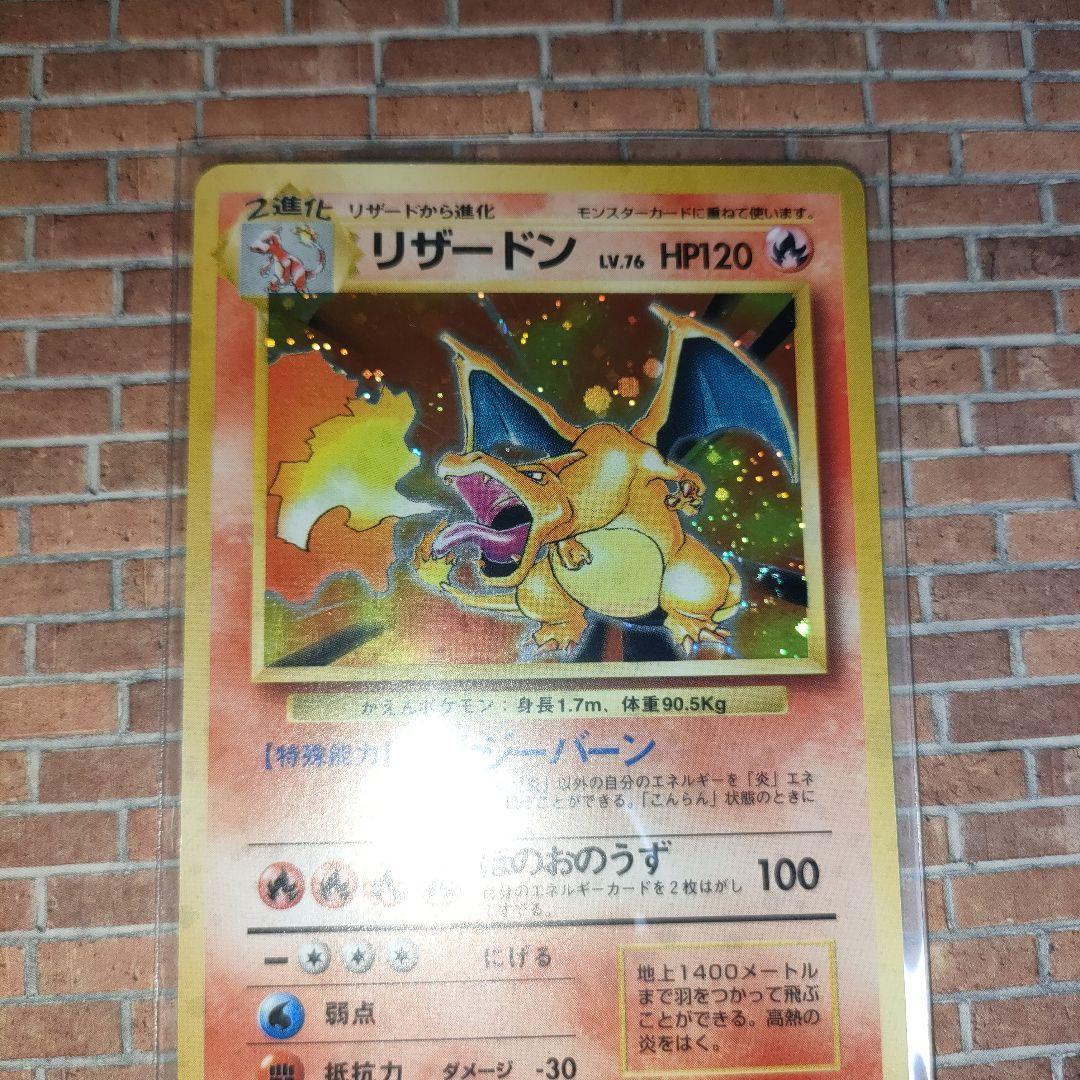 2進化 リザードから進化 モンスターカードに重ねて使います。
リザードン LV.76 HP120
かえんポケモン：身長1.7m、体重90.5Kg
【特殊能力】 ジーバーン
「炎」以外の自分のエネルギーを「炎」エネ
ことができる。「こんらん」状態のときに
ほのおのうず 100
自分のエネルギーカードを２枚はがし
すてる。
ー にげる
弱点
抵抗力 ダメージ -30
地上1400メートル
まで羽をつかって飛ぶ
ことができる。高熱の
炎をはく。